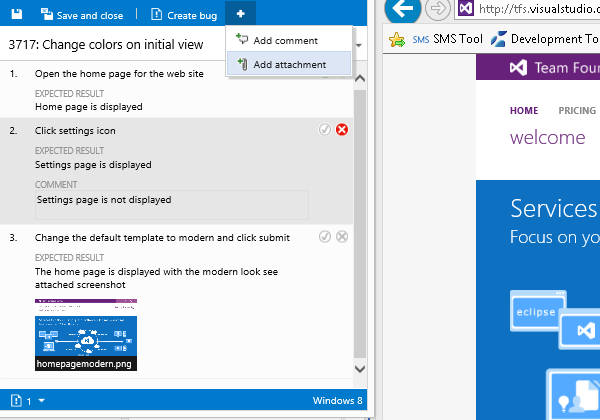 Save and close
Create bug
3717: Change colors on initial view
Add comment
Add attachment
1. Open the home page for the web site
EXPECTED RESULT
Home page is displayed
2. Click settings icon
EXPECTED RESULT
Settings page is displayed
COMMENT
Settings page is not displayed
3. Change the default template to modern and click submit
EXPECTED RESULT
The home page is displayed with the modern look see
attached screenshot
homepagemodern.png
1
Windows 8
http://tfs.visualstudio.c
SMS SMS Tool Development To
Team Foun
HOME PRICING
welcome
Services
Focus on yo
eclipse